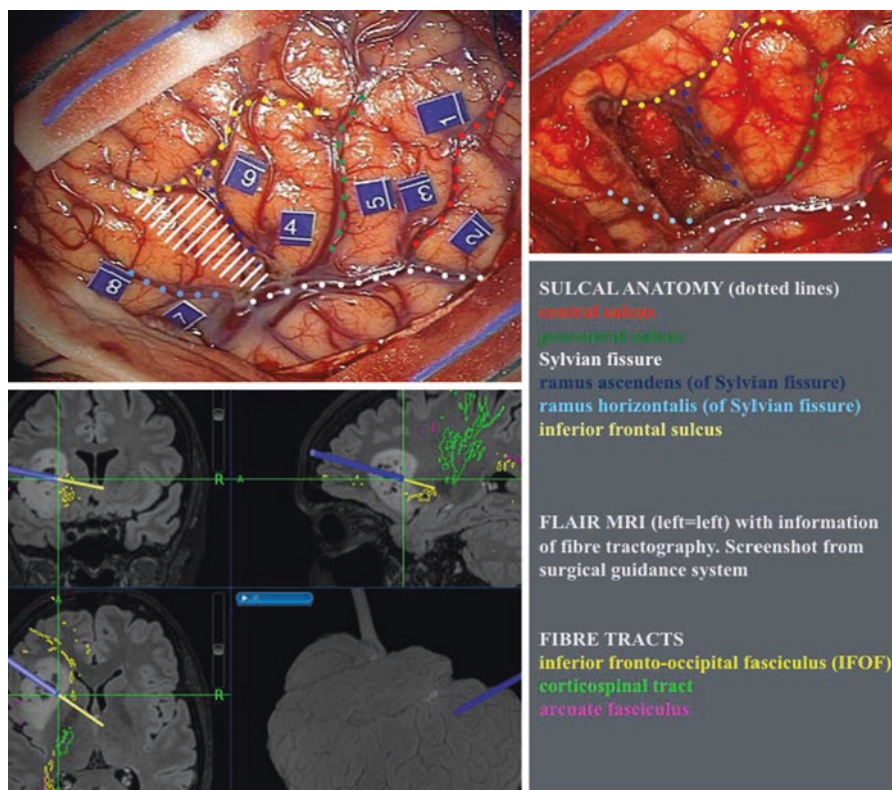 1
3
5
2
4
8
7
SULCAL ANATOMY (dotted lines)
central sulcus
precentral sulcus
Sylvian fissure
ramus ascendens (of Sylvian fissure)
ramus horizontalis (of Sylvian fissure)
inferior frontal sulcus
R
A
FLAIR MRI (left=left) with information
of fibre tractography. Screenshot from
surgical guidance system
A
R
FIBRE TRACTS
inferior fronto-occipital fasciculus (IFOF)
corticospinal tract
arcuate fasciculus